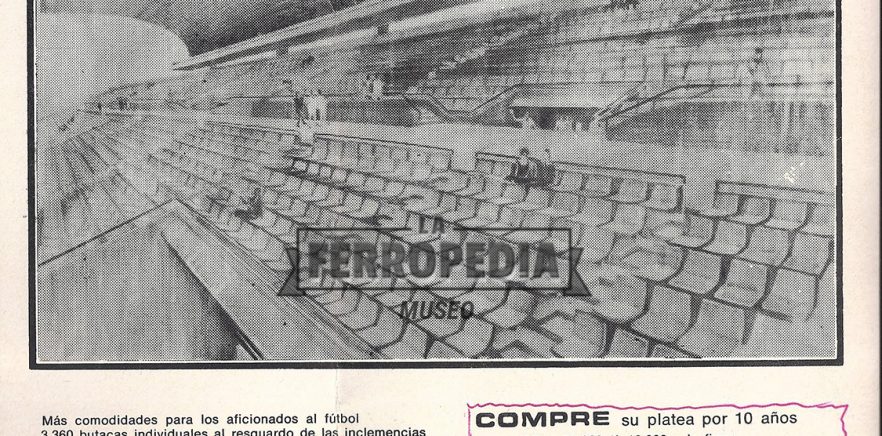 LA
FERROPEDIA
MUSEO
Más comodidades para los aficionados al fútbol
3.360 butacas individuales al resguardo de las inclemencias
COMPRE su platea por 10 años